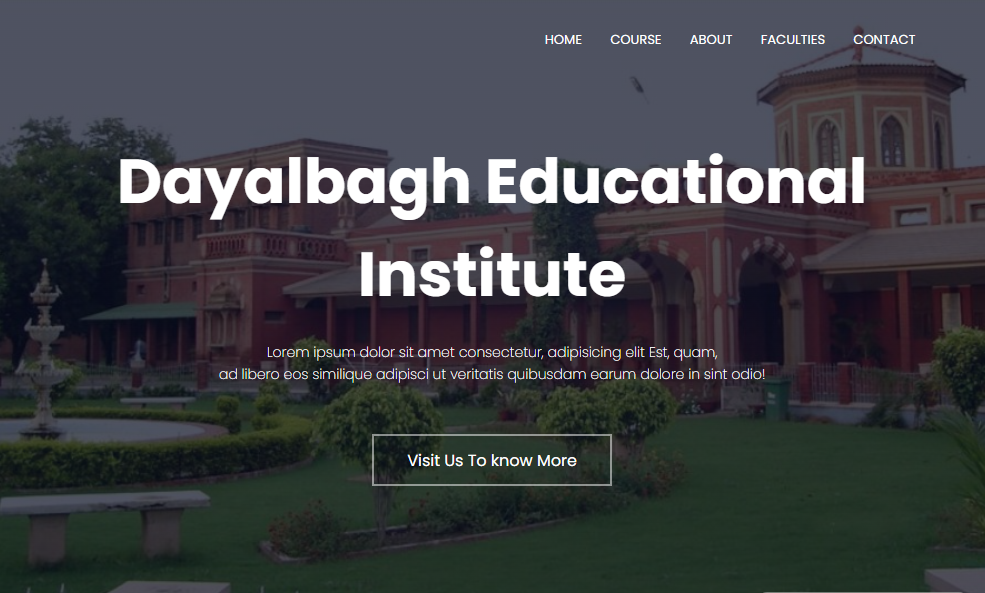 HOME COURSE ABOUT FACULTIES CONTACT
Dayalbagh Educational
Institute
Lorem ipsum dolor sit amet consectetur, adipisicing elit Est, quam,
ad libero eos similique adipisci ut veritatis quibusdam earum dolore in sint odio!
Visit Us To know More